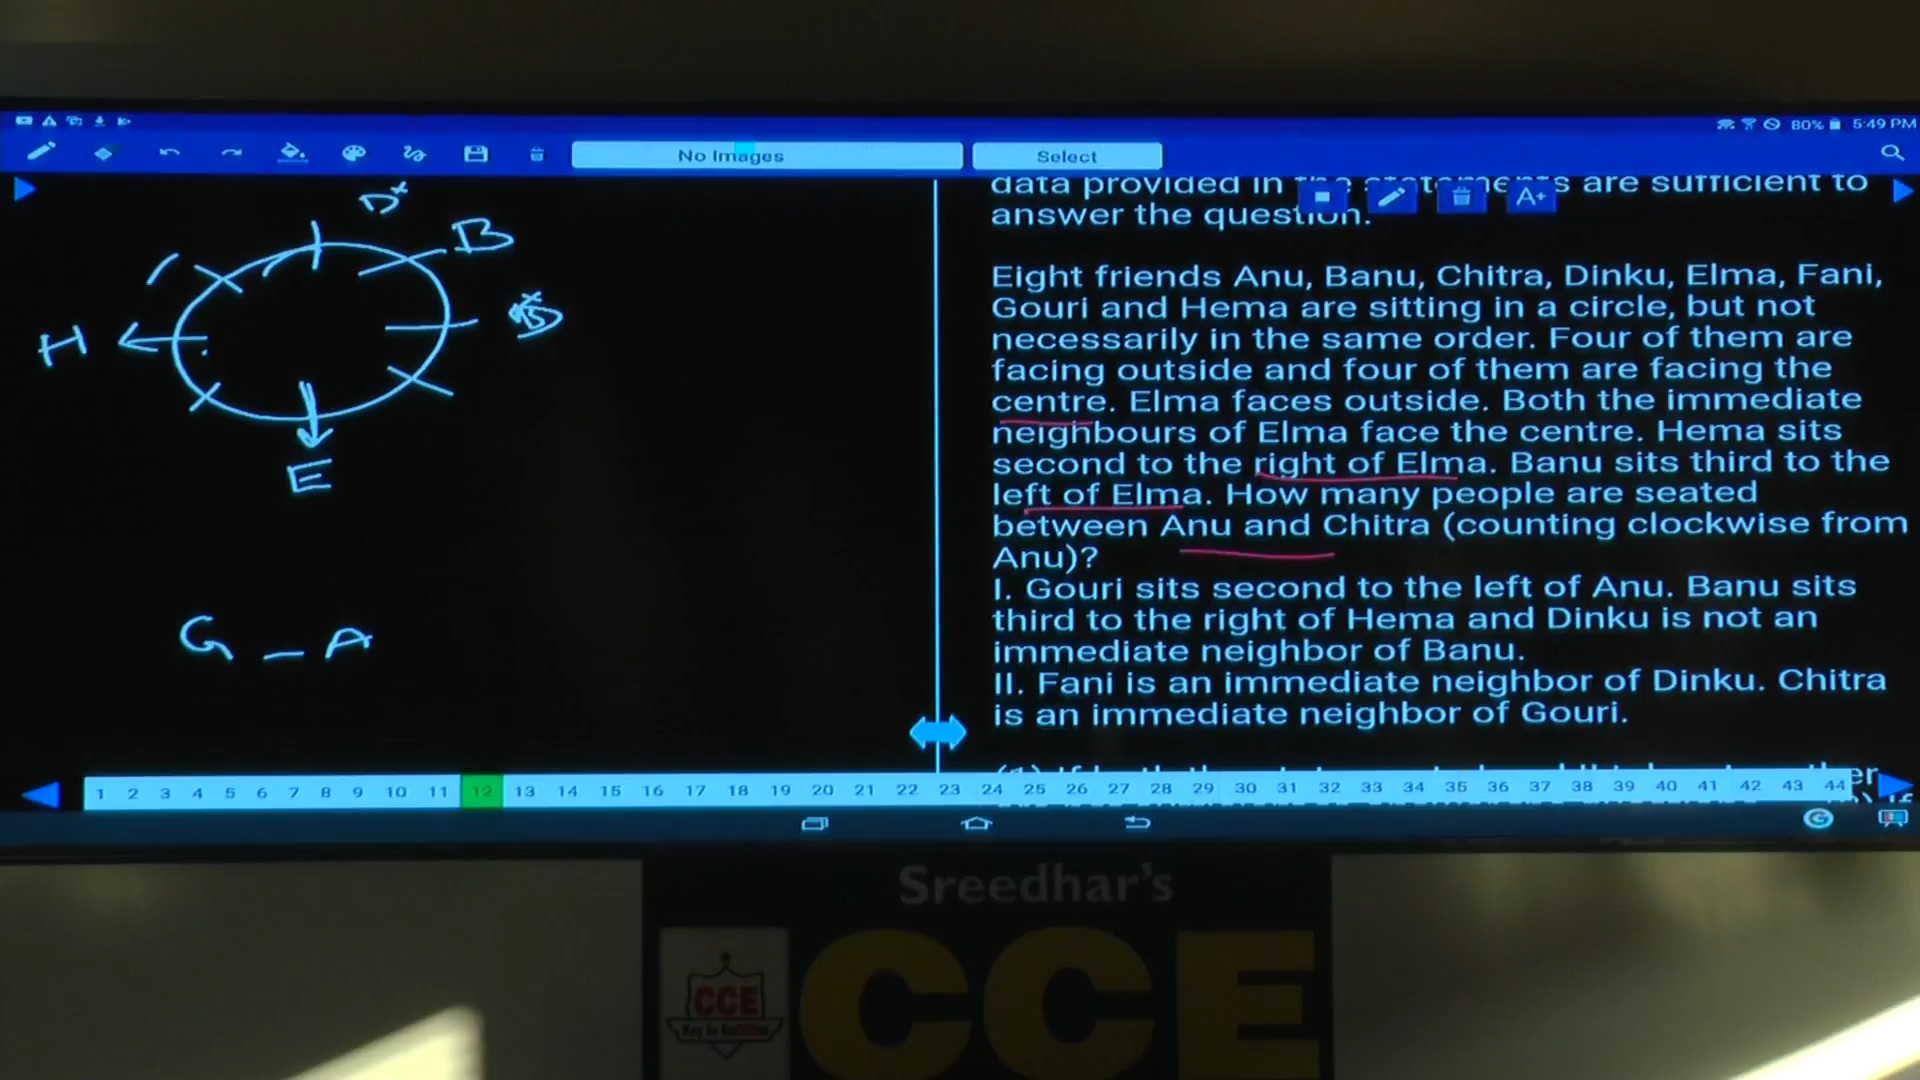 80% 5:49 PM
No Images
Select
data provided in the statements are sufficient to
answer the question.
A+
Eight friends Anu, Banu, Chitra, Dinku, Elma, Fani,
Gouri and Hema are sitting in a circle, but not
necessarily in the same order. Four of them are
facing outside and four of them are facing the
centre. Elma faces outside. Both the immediate
neighbours of Elma face the centre. Hema sits
second to the right of Elma. Banu sits third to the
left of Elma. How many people are seated
between Anu and Chitra (counting clockwise from
Anu)?
I. Gouri sits second to the left of Anu. Banu sits
third to the right of Hema and Dinku is not an
immediate neighbor of Banu.
II. Fani is an immediate neighbor of Dinku. Chitra
is an immediate neighbor of Gouri.
D
B
H
E
G _ A
1 2 3 4 5 6 7 8 9 10 11 12 13 14 15 16 17 18 19 20 21 22 23 24 25 26 27 28 29 30 31 32 33 34 35 36 37 38 39 40 41 42 43 44
Sreedhar's
CCE
CCE